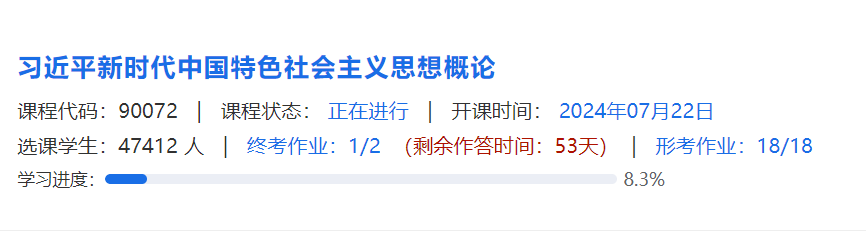 习近平新时代中国特色社会主义思想概论
课程代码：90072 | 课程状态： 正在进行 | 开课时间： 2024年07月22日
选课学生：47412 人 | 终考作业：1/2 （剩余作答时间：53天） | 形考作业：18/18
学习进度： 8.3%